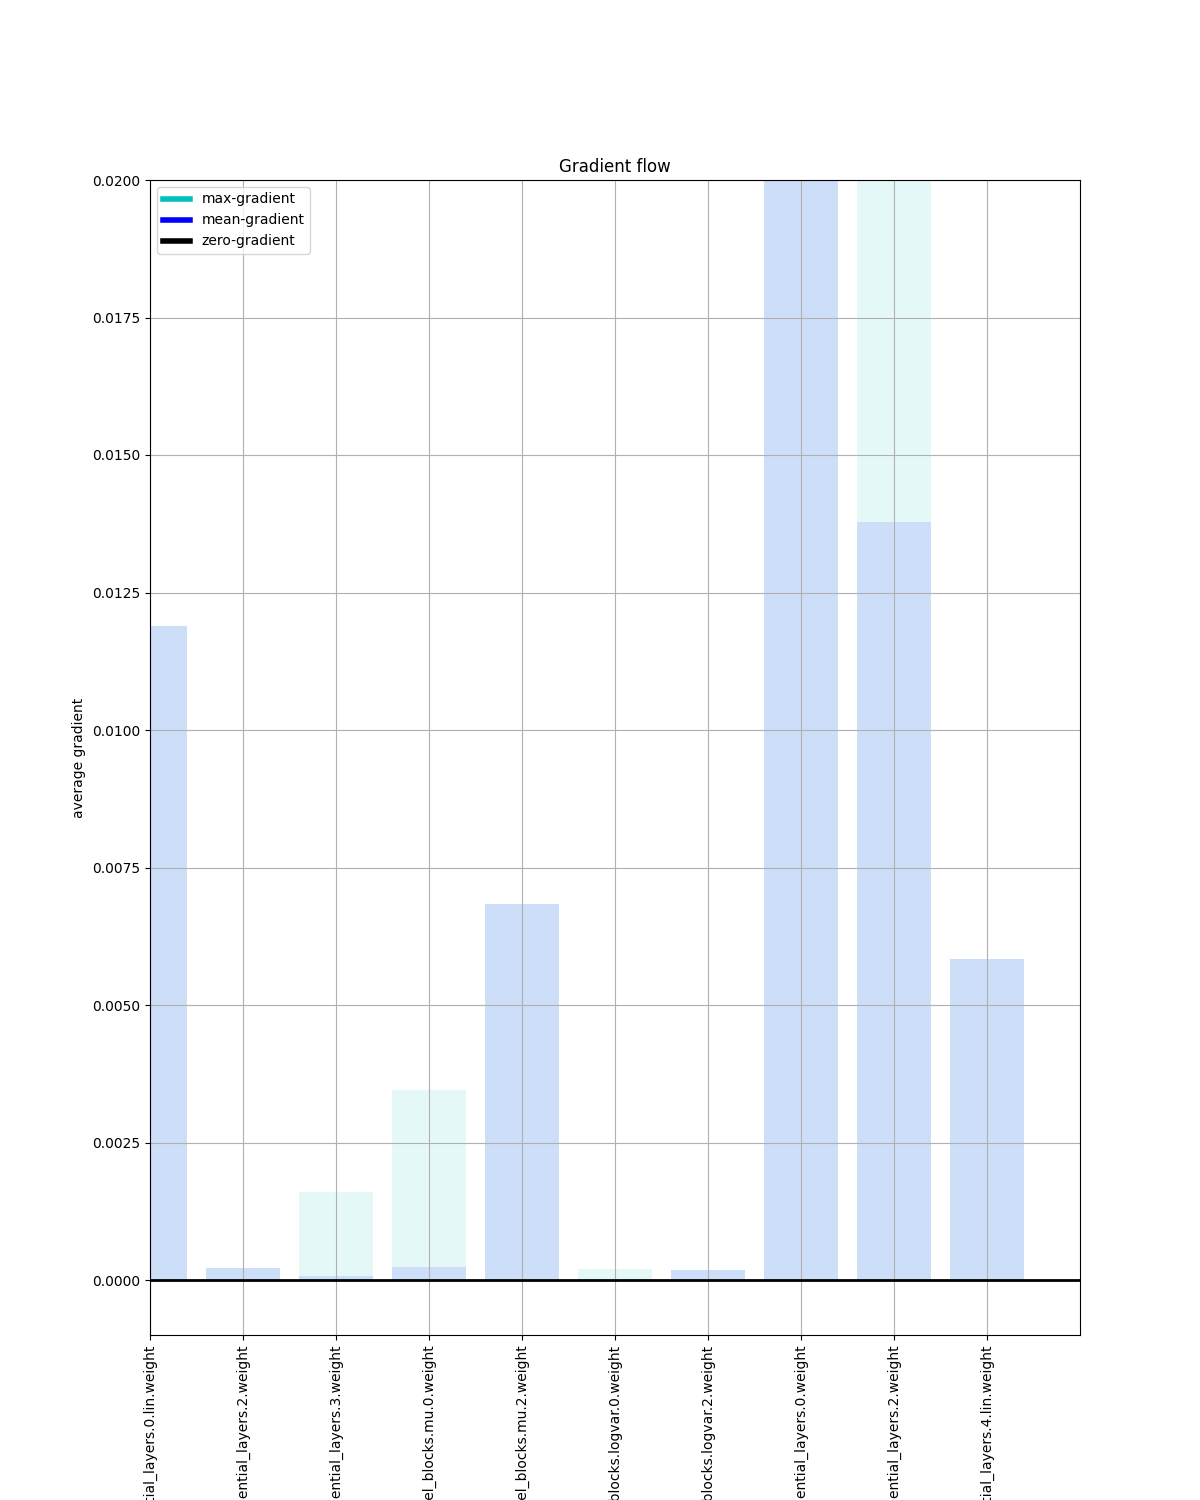 Gradient flow
max-gradient
mean-gradient
zero-gradient
0.0200
0.0175
0.0150
0.0125
0.0100
0.0075
0.0050
0.0025
0.0000
average gradient
tial_layers.0.lin.weight
ential_layers.2.weight
ential_layers.3.weight
el_blocks.mu.0.weight
el_blocks.mu.2.weight
blocks.logvar.0.weight
blocks.logvar.2.weight
ential_layers.0.weight
ential_layers.2.weight
tial_layers.4.lin.weight